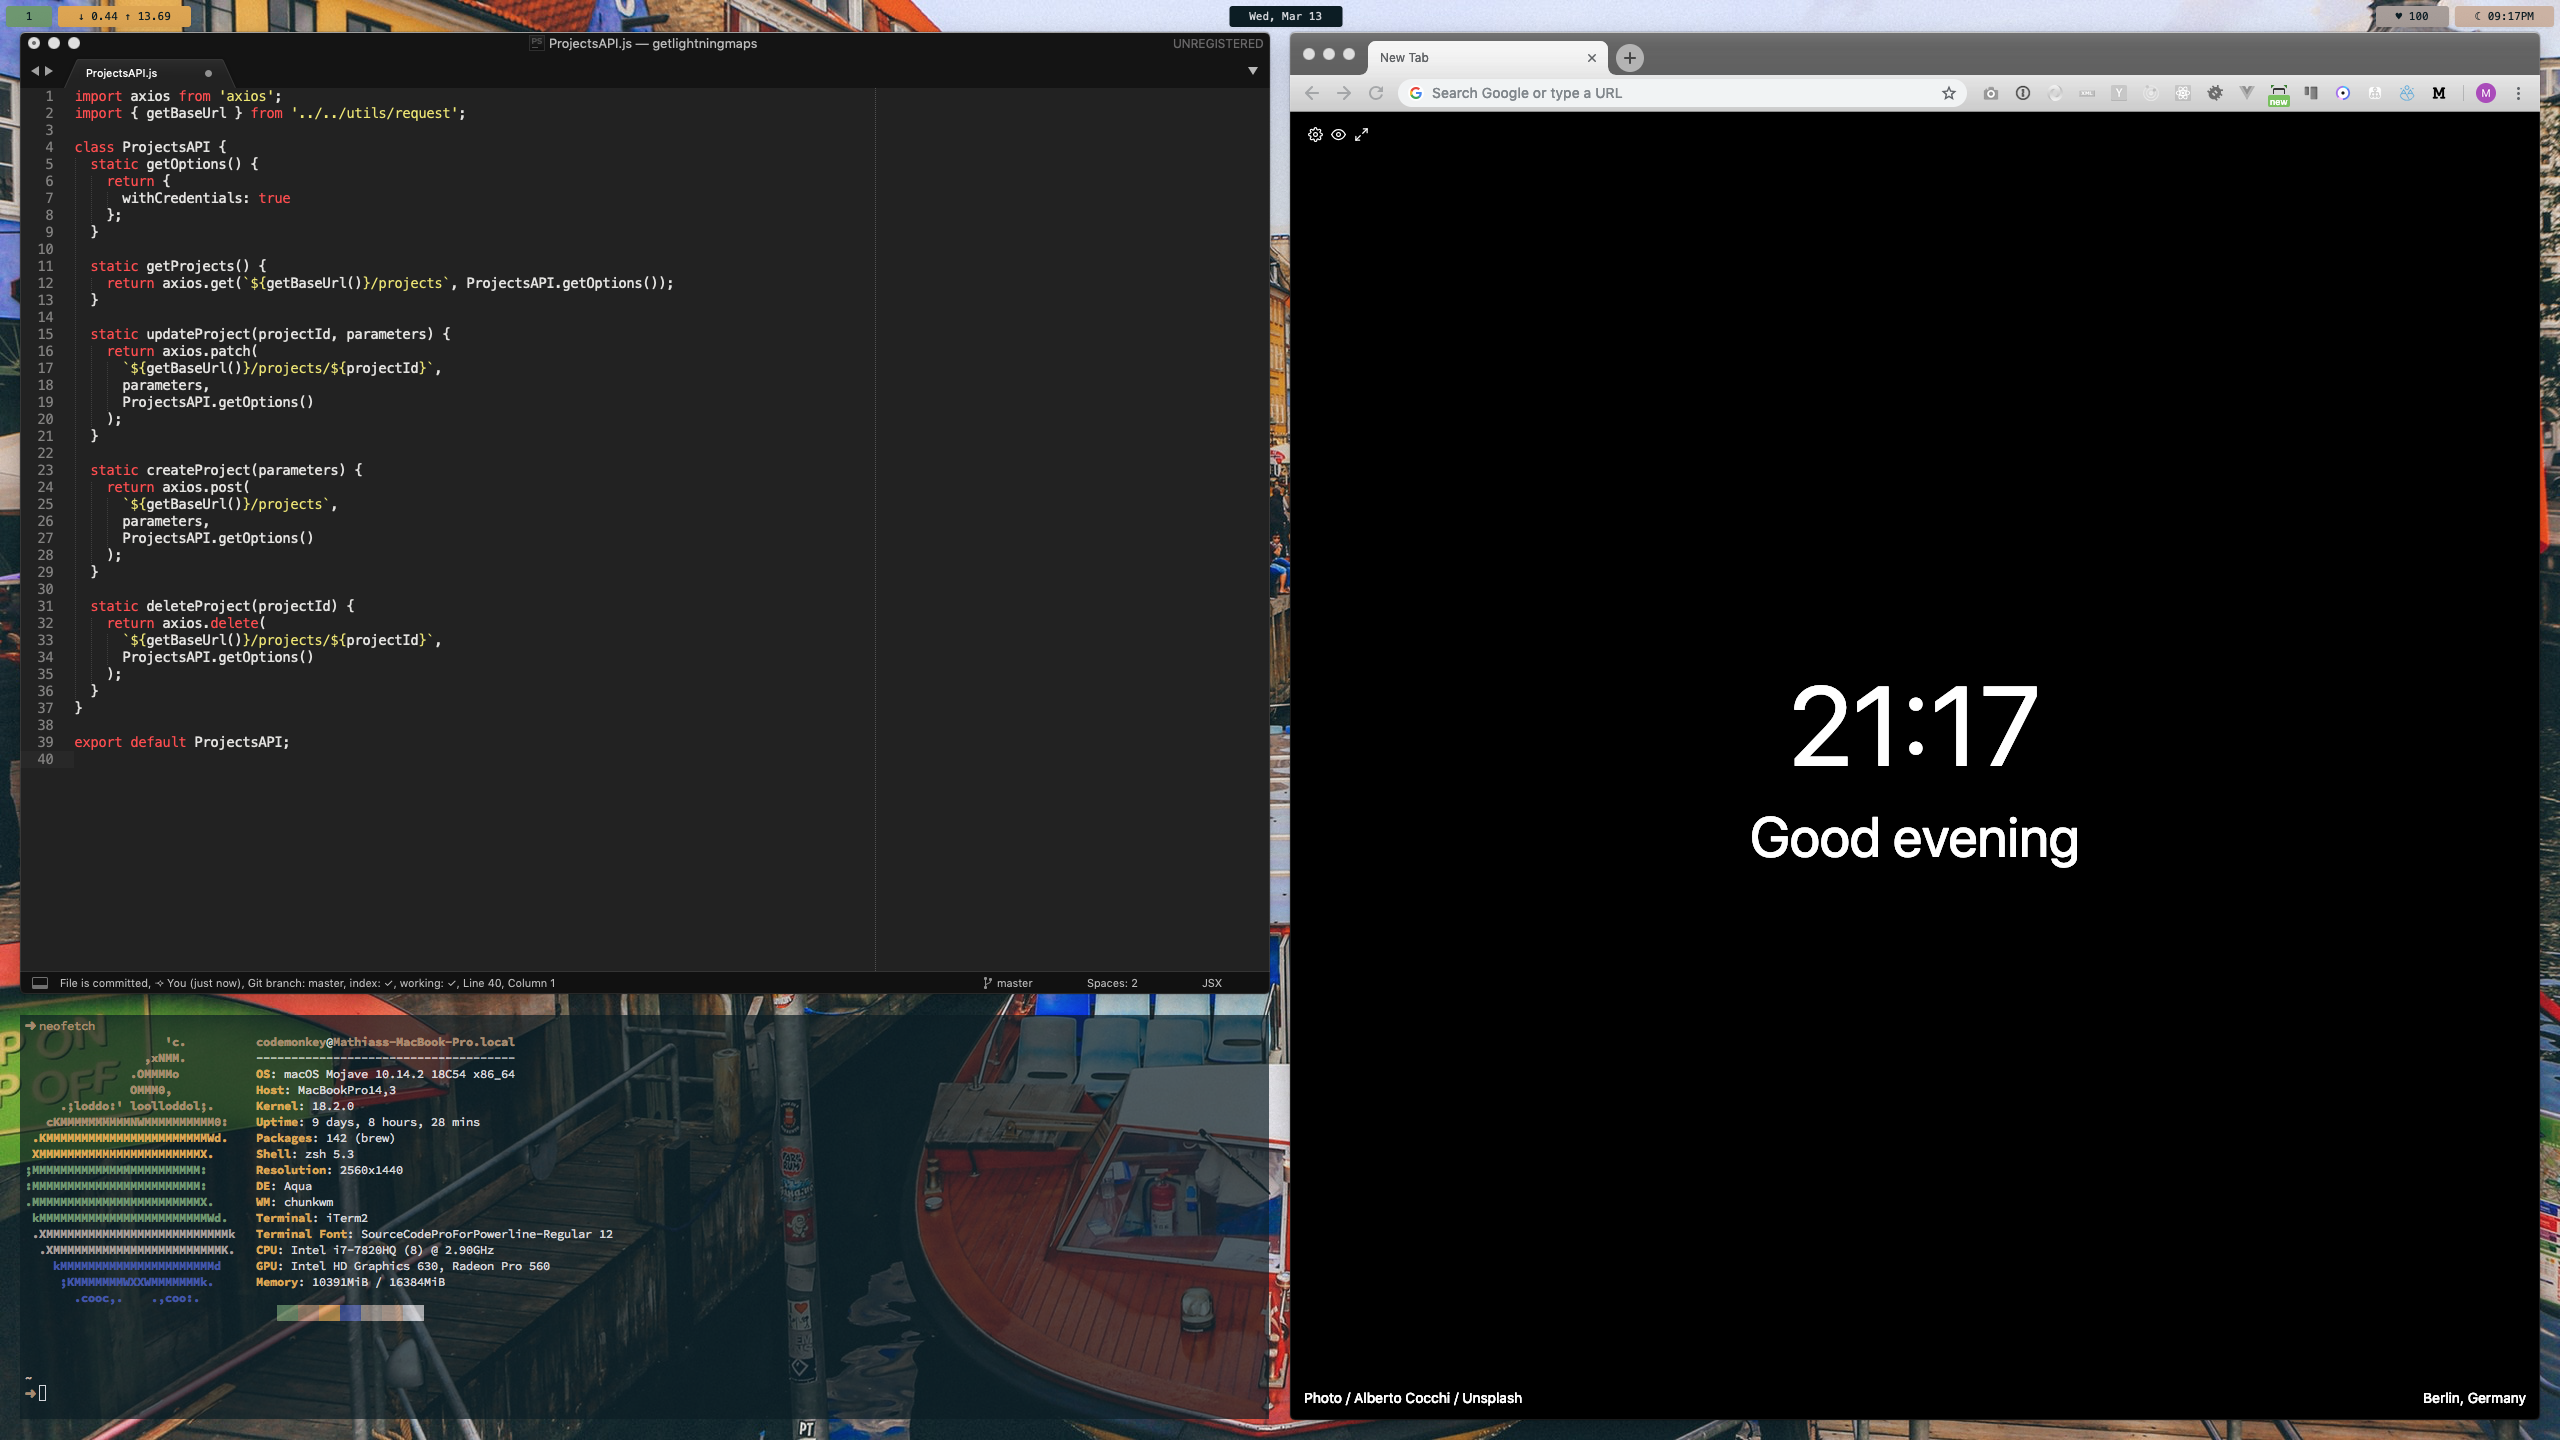 1
↓ 0.44 ↑ 13.69
Wed, Mar 13
♥ 100
☾ 09:17PM
ProjectsAPI.js — getlightningmaps
UNREGISTERED
ProjectsAPI.js
1 import axios from 'axios';
2 import { getBaseUrl } from '../../utils/request';
3
4 class ProjectsAPI {
5   static getOptions() {
6     return {
7       withCredentials: true
8     };
9   }
10
11   static getProjects() {
12     return axios.get(`${getBaseUrl()}/projects`, ProjectsAPI.getOptions());
13   }
14
15   static updateProject(projectId, parameters) {
16     return axios.patch(
17       `${getBaseUrl()}/projects/${projectId}`,
18       parameters,
19       ProjectsAPI.getOptions()
20     );
21   }
22
23   static createProject(parameters) {
24     return axios.post(
25       `${getBaseUrl()}/projects`,
26       parameters,
27       ProjectsAPI.getOptions()
28     );
29   }
30
31   static deleteProject(projectId) {
32     return axios.delete(
33       `${getBaseUrl()}/projects/${projectId}`,
34       ProjectsAPI.getOptions()
35     );
36   }
37 }
38
39 export default ProjectsAPI;
40
File is committed, ✧ You (just now), Git branch: master, index: ✓, working: ✓, Line 40, Column 1
master
Spaces: 2
JSX
➜ neofetch
'c.
,xNMM.
.OMMMMo
OMMM0,
.;loddo:' loolloddol;.
cKMMMMMMMMMMNWMMMMMMMMMM0:
.KMMMMMMMMMMMMMMMMMMMMMMMWd.
XMMMMMMMMMMMMMMMMMMMMMMMX.
;MMMMMMMMMMMMMMMMMMMMMMMM:
:MMMMMMMMMMMMMMMMMMMMMMMM:
.MMMMMMMMMMMMMMMMMMMMMMMMX.
kMMMMMMMMMMMMMMMMMMMMMMMMWd.
.XMMMMMMMMMMMMMMMMMMMMMMMMMMk
.XMMMMMMMMMMMMMMMMMMMMMMMMK.
kMMMMMMMMMMMMMMMMMMMMMMd
;KMMMMMMMWXXWMMMMMMMk.
.cooc,.    .,coo:.
codemonkey@Mathiass-MacBook-Pro.local
-------------------------------------
OS: macOS Mojave 10.14.2 18C54 x86_64
Host: MacBookPro14,3
Kernel: 18.2.0
Uptime: 9 days, 8 hours, 28 mins
Packages: 142 (brew)
Shell: zsh 5.3
Resolution: 2560x1440
DE: Aqua
WM: chunkwm
Terminal: iTerm2
Terminal Font: SourceCodeProForPowerline-Regular 12
CPU: Intel i7-7820HQ (8) @ 2.90GHz
GPU: Intel HD Graphics 630, Radeon Pro 560
Memory: 10391MiB / 16384MiB
~
➜
P ON
P OFF
PT
New Tab
Search Google or type a URL
Y
new
M
M
21:17
Good evening
Photo / Alberto Cocchi / Unsplash
Berlin, Germany